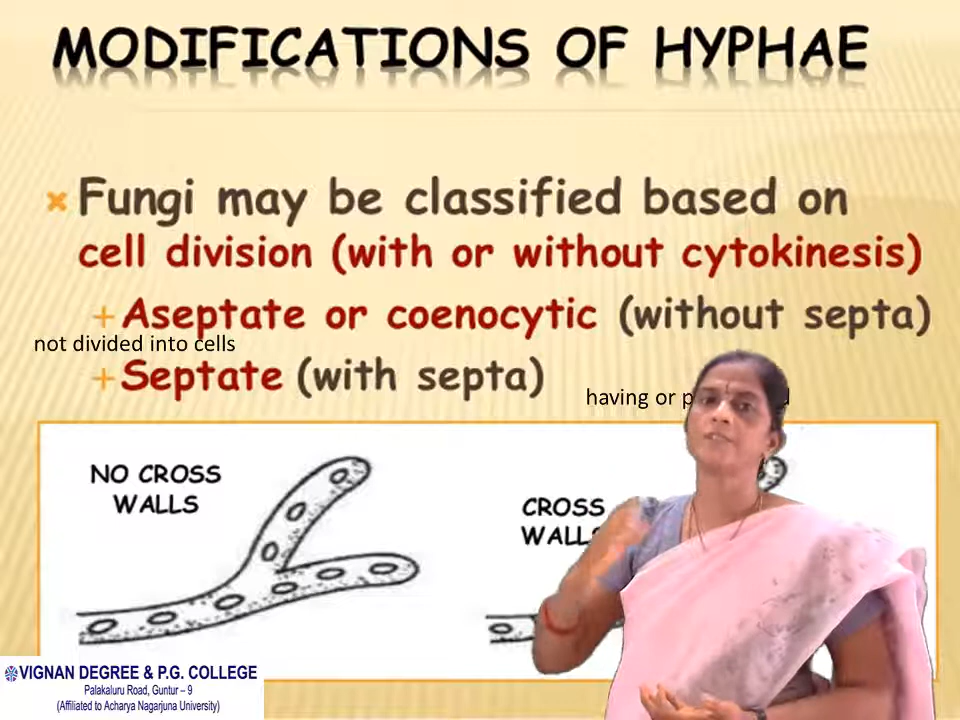 MODIFICATIONS OF HYPHAE
Fungi may be classified based on
cell division (with or without cytokinesis)
Aseptate or coenocytic (without septa)
not divided into cells
Septate (with septa)
having or
NO CROSS
WALLS
CROSS
WALLS
VIGNAN DEGREE & P.G. COLLEGE
Palakaluru Road, Guntur – 9
(Affiliated to Acharya Nagarjuna University)